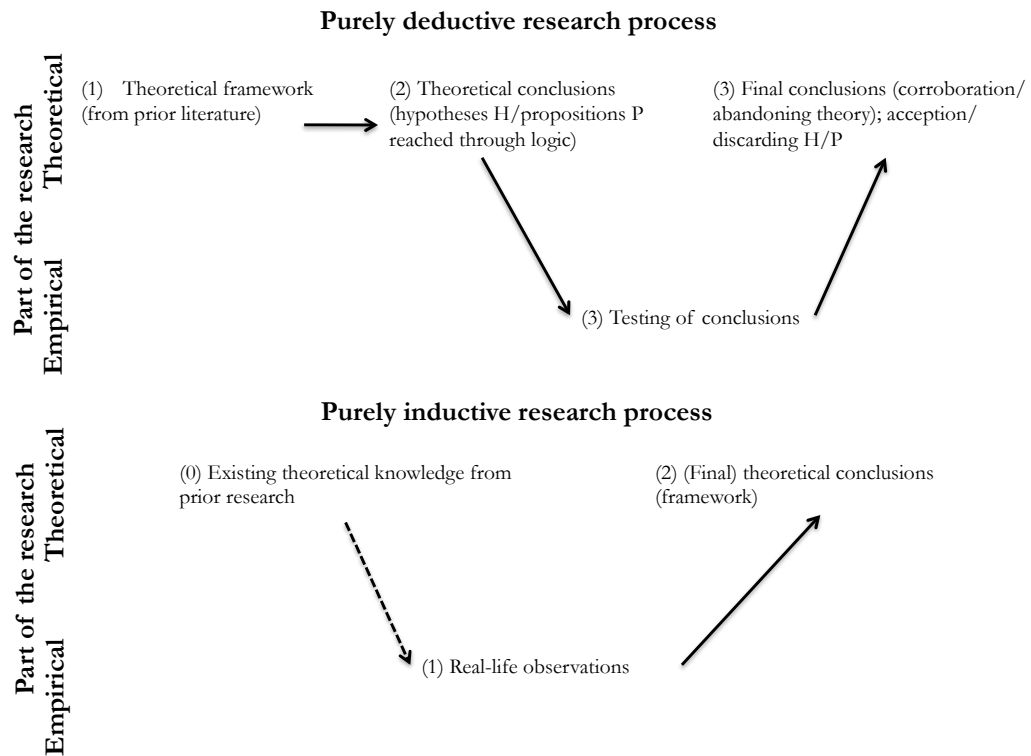 Purely deductive research process
Part of the research
Theoretical
Empirical
(1) Theoretical framework
(from prior literature)
(2) Theoretical conclusions
(hypotheses H/propositions P
reached through logic)
(3) Final conclusions (corroboration/
abandoning theory); acception/
discarding H/P
(3) Testing of conclusions
Purely inductive research process
Part of the research
Theoretical
Empirical
(0) Existing theoretical knowledge from
prior research
(2) (Final) theoretical conclusions
(framework)
(1) Real-life observations